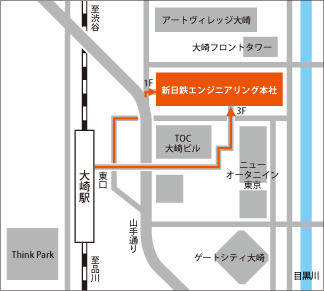 至渋谷
アートヴィレッジ大崎
大崎フロントタワー
1F
新日鉄エンジニアリング本社
3F
TOC
大崎ビル
ニュー
オータニイン
東京
大崎駅
東口
山手通り
Think Park
至品川
ゲートシティ大崎
目黒川